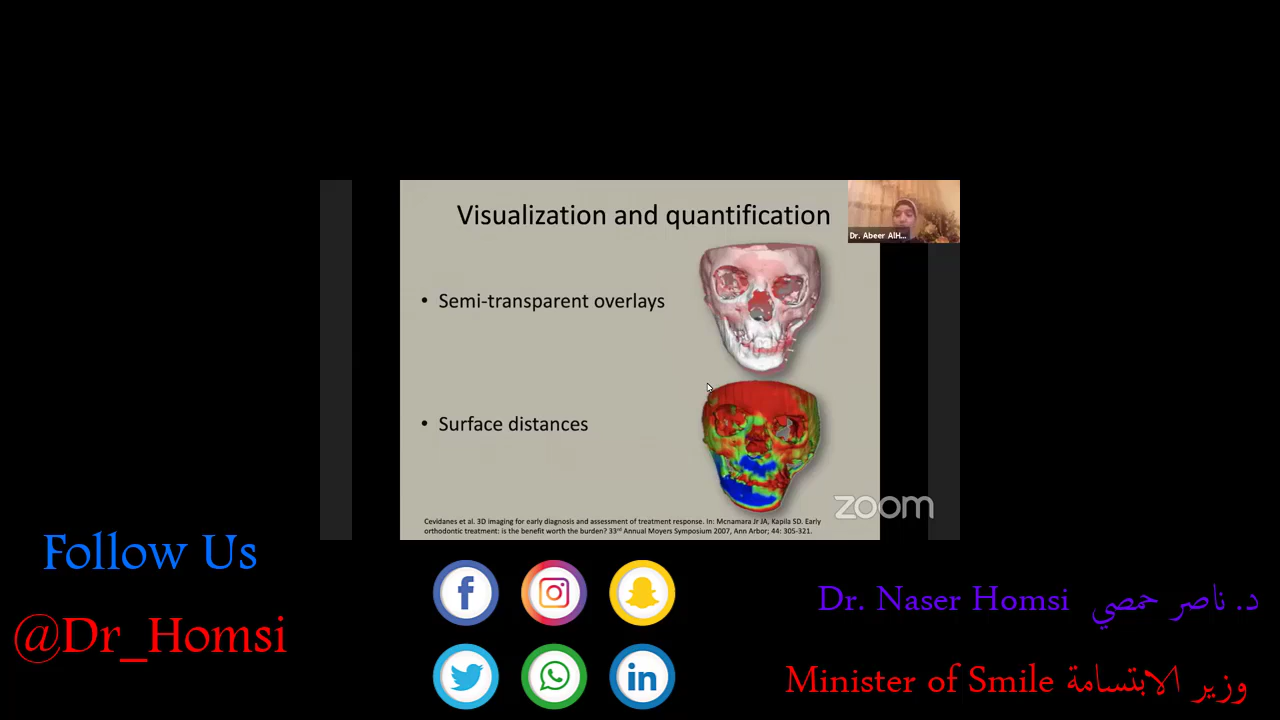 Visualization and quantification
Dr. Abeer AlH...
• Semi-transparent overlays
• Surface distances
zoom
Cevidanes et al. 3D imaging for early diagnosis and assessment of treatment response. In: Mcnamara Jr JA, Kapila SD. Early
orthodontic treatment: is the benefit worth the burden? 33rd Annual Moyers Symposium 2007, Ann Arbor; 44: 305-321.
Follow Us
@Dr_Homsi
f
in
Dr. Naser Homsi د. ناصر حمصي
Minister of Smile وزير الابتسامة